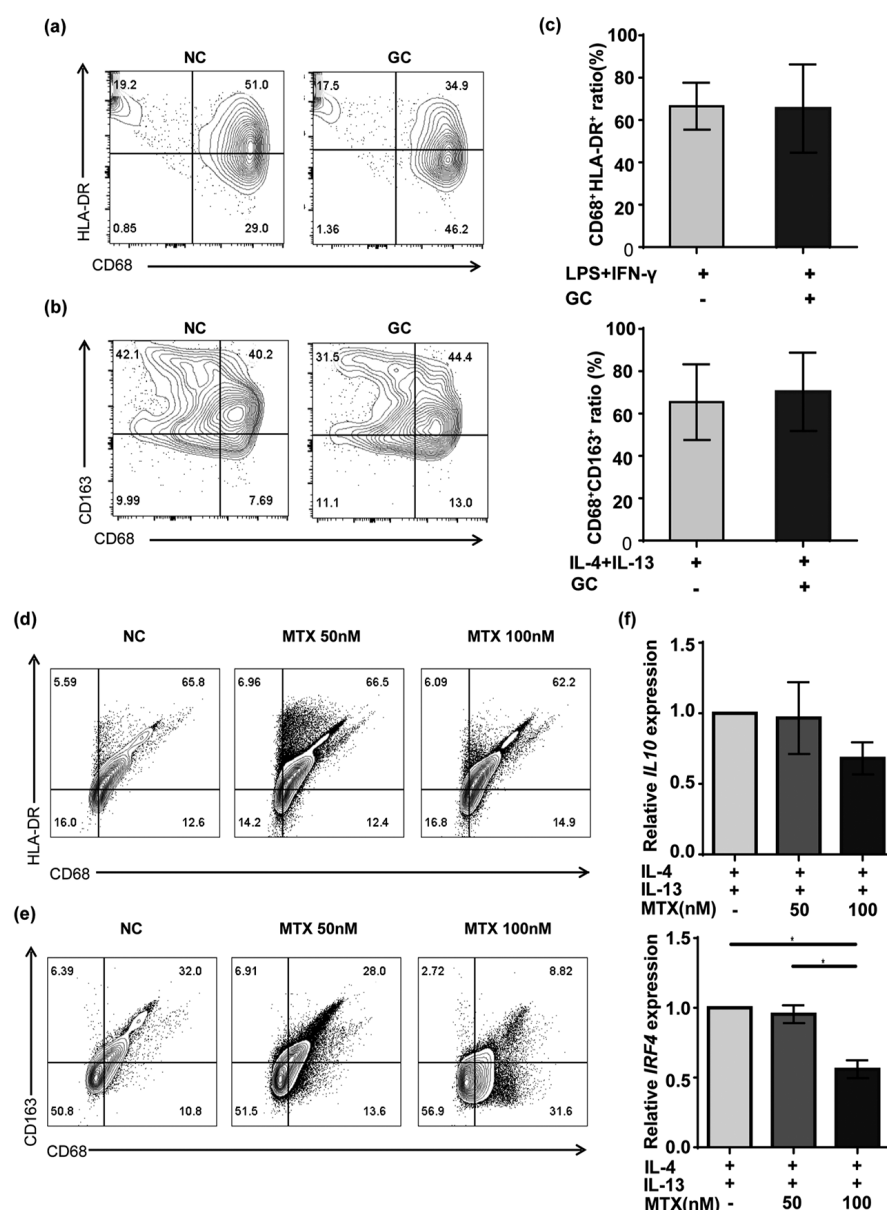 (a)
NC
GC
19.2
51.0
17.5
34.9
HLA-DR
0.85
29.0
1.36
46.2
CD68
(b)
NC
GC
42.1
40.2
31.5
44.4
CD163
9.99
7.69
11.1
13.0
CD68
(c)
100
80
60
40
20
0
CD68+HLA-DR+ ratio(%)
LPS+IFN-γ + +
GC - +
100
80
60
40
20
0
CD68+CD163+ ratio (%)
IL-4+IL-13 + +
GC - +
(d)
NC
MTX 50nM
MTX 100nM
5.59
65.8
6.96
66.5
6.09
62.2
HLA-DR
16.0
12.6
14.2
12.4
16.8
14.9
CD68
(e)
NC
MTX 50nM
MTX 100nM
6.39
32.0
6.91
28.0
2.72
8.82
CD163
50.8
10.8
51.5
13.6
56.9
31.6
CD68
(f)
1.5
1.0
0.5
0.0
Relative IL10 expression
IL-4 + + +
IL-13 + + +
MTX(nM) - 50 100
* *
1.5
1.0
0.5
0.0
Relative IRF4 expression
IL-4 + + +
IL-13 + + +
MTX(nM) - 50 100